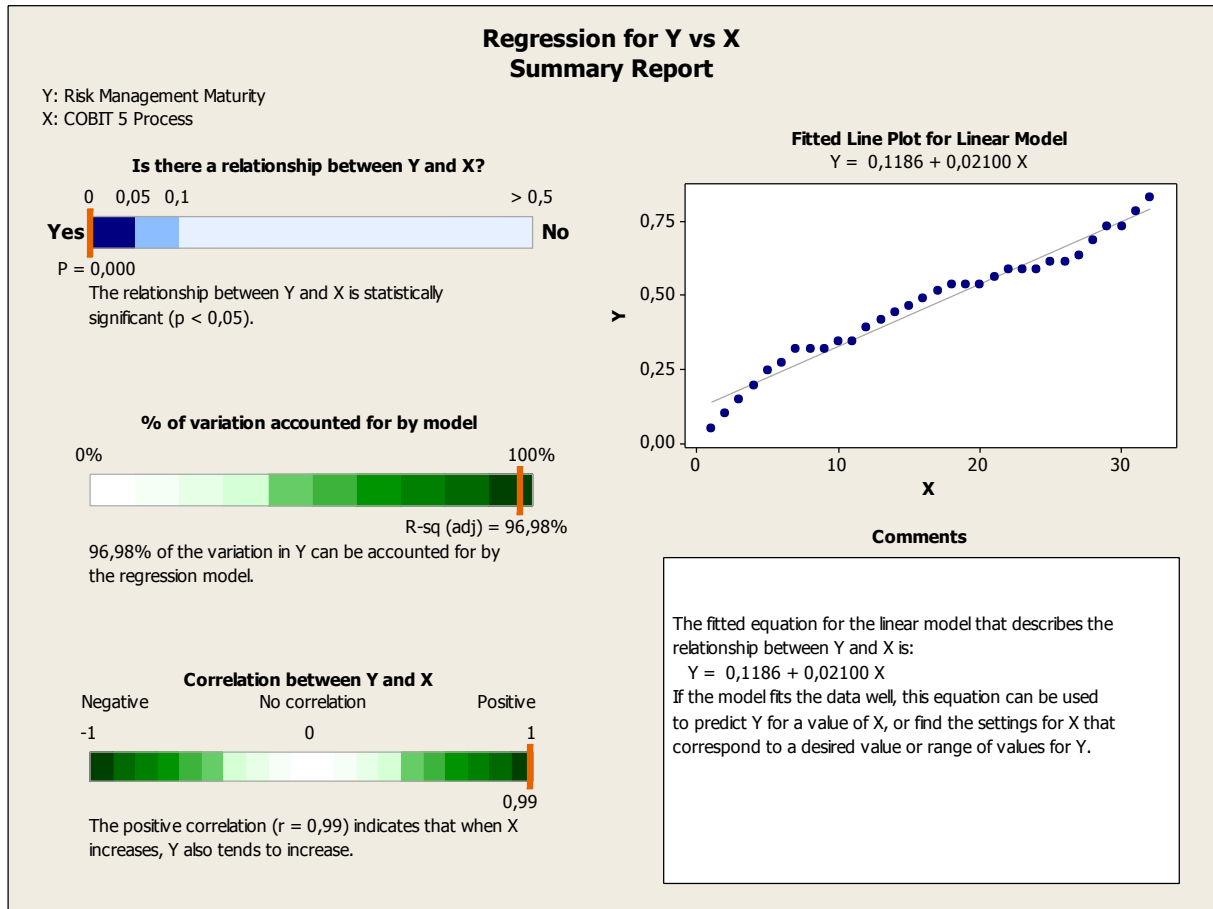 Regression for Y vs X
Summary Report
Y: Risk Management Maturity
X: COBIT 5 Process
Is there a relationship between Y and X?
0 0,05 0,1 > 0,5
Yes No
P = 0,000
The relationship between Y and X is statistically
significant (p < 0,05).
% of variation accounted for by model
0% 100%
R-sq (adj) = 96,98%
96,98% of the variation in Y can be accounted for by
the regression model.
Correlation between Y and X
Negative No correlation Positive
-1 0 1
0,99
The positive correlation (r = 0,99) indicates that when X
increases, Y also tends to increase.
Fitted Line Plot for Linear Model
Y = 0,1186 + 0,02100 X
0,75
0,50
0,25
0,00
Y
0 10 20 30
X
Comments
The fitted equation for the linear model that describes the
relationship between Y and X is:
Y = 0,1186 + 0,02100 X
If the model fits the data well, this equation can be used
to predict Y for a value of X, or find the settings for X that
correspond to a desired value or range of values for Y.